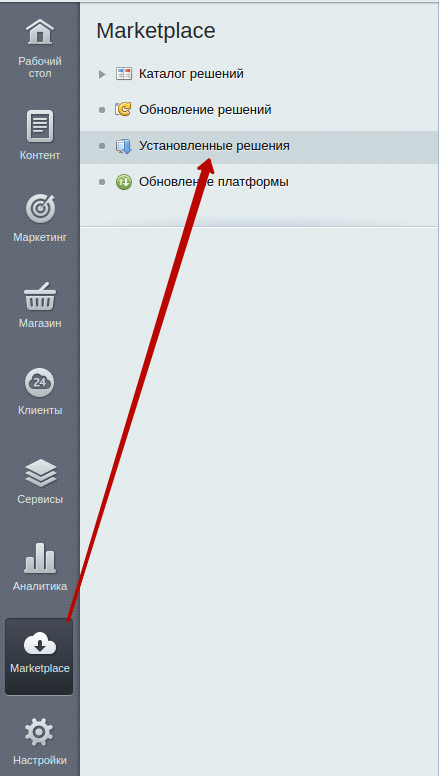 Рабочий
стол
Контент
Маркетинг
Магазин
24
Клиенты
Сервисы
Аналитика
Marketplace
Настройки
Marketplace
Каталог решений
Обновление решений
Установленные решения
Обновление платформы